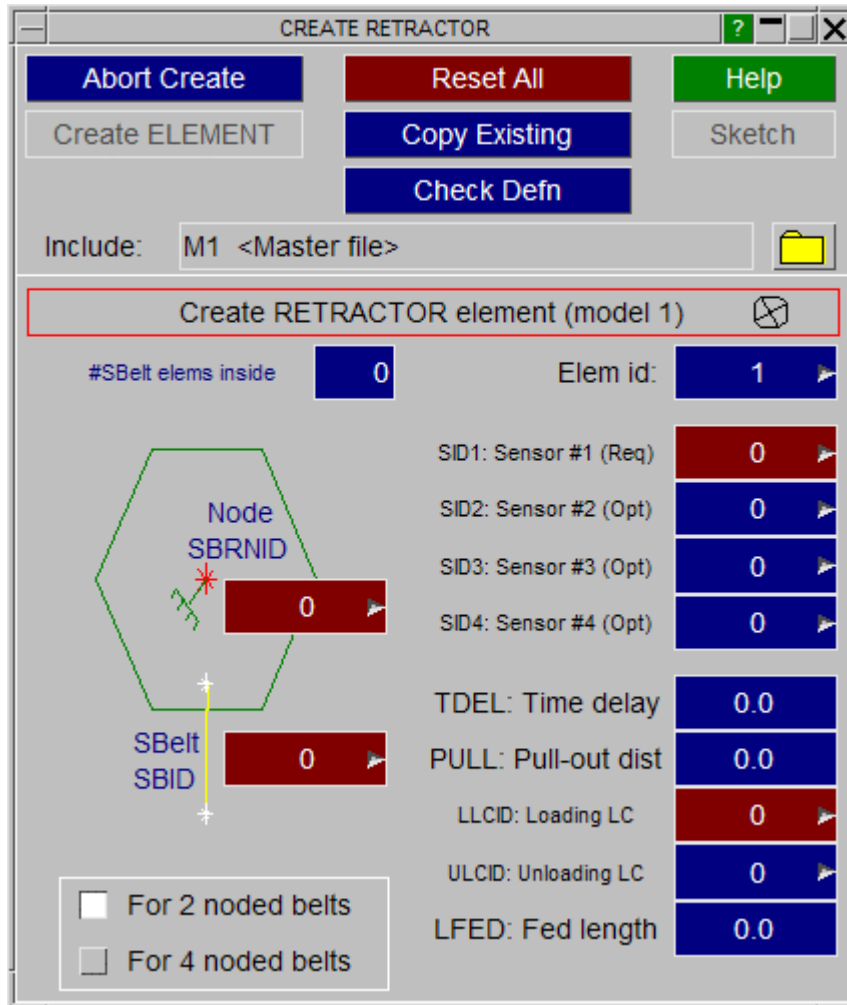 CREATE RETRACTOR ?
Abort Create Reset All Help
Create ELEMENT Copy Existing Sketch
Check Defn
Include: M1 <Master file>
Create RETRACTOR element (model 1)
#SBelt elems inside 0 Elem id: 1
SID1: Sensor #1 (Req) 0
Node SID2: Sensor #2 (Opt) 0
SBRNID
SID3: Sensor #3 (Opt) 0
0
SID4: Sensor #4 (Opt) 0
TDEL: Time delay 0.0
SBelt
0 PULL: Pull-out dist 0.0
SBID
LLCID: Loading LC 0
ULCID: Unloading LC 0
For 2 noded belts
LFED: Fed length 0.0
For 4 noded belts